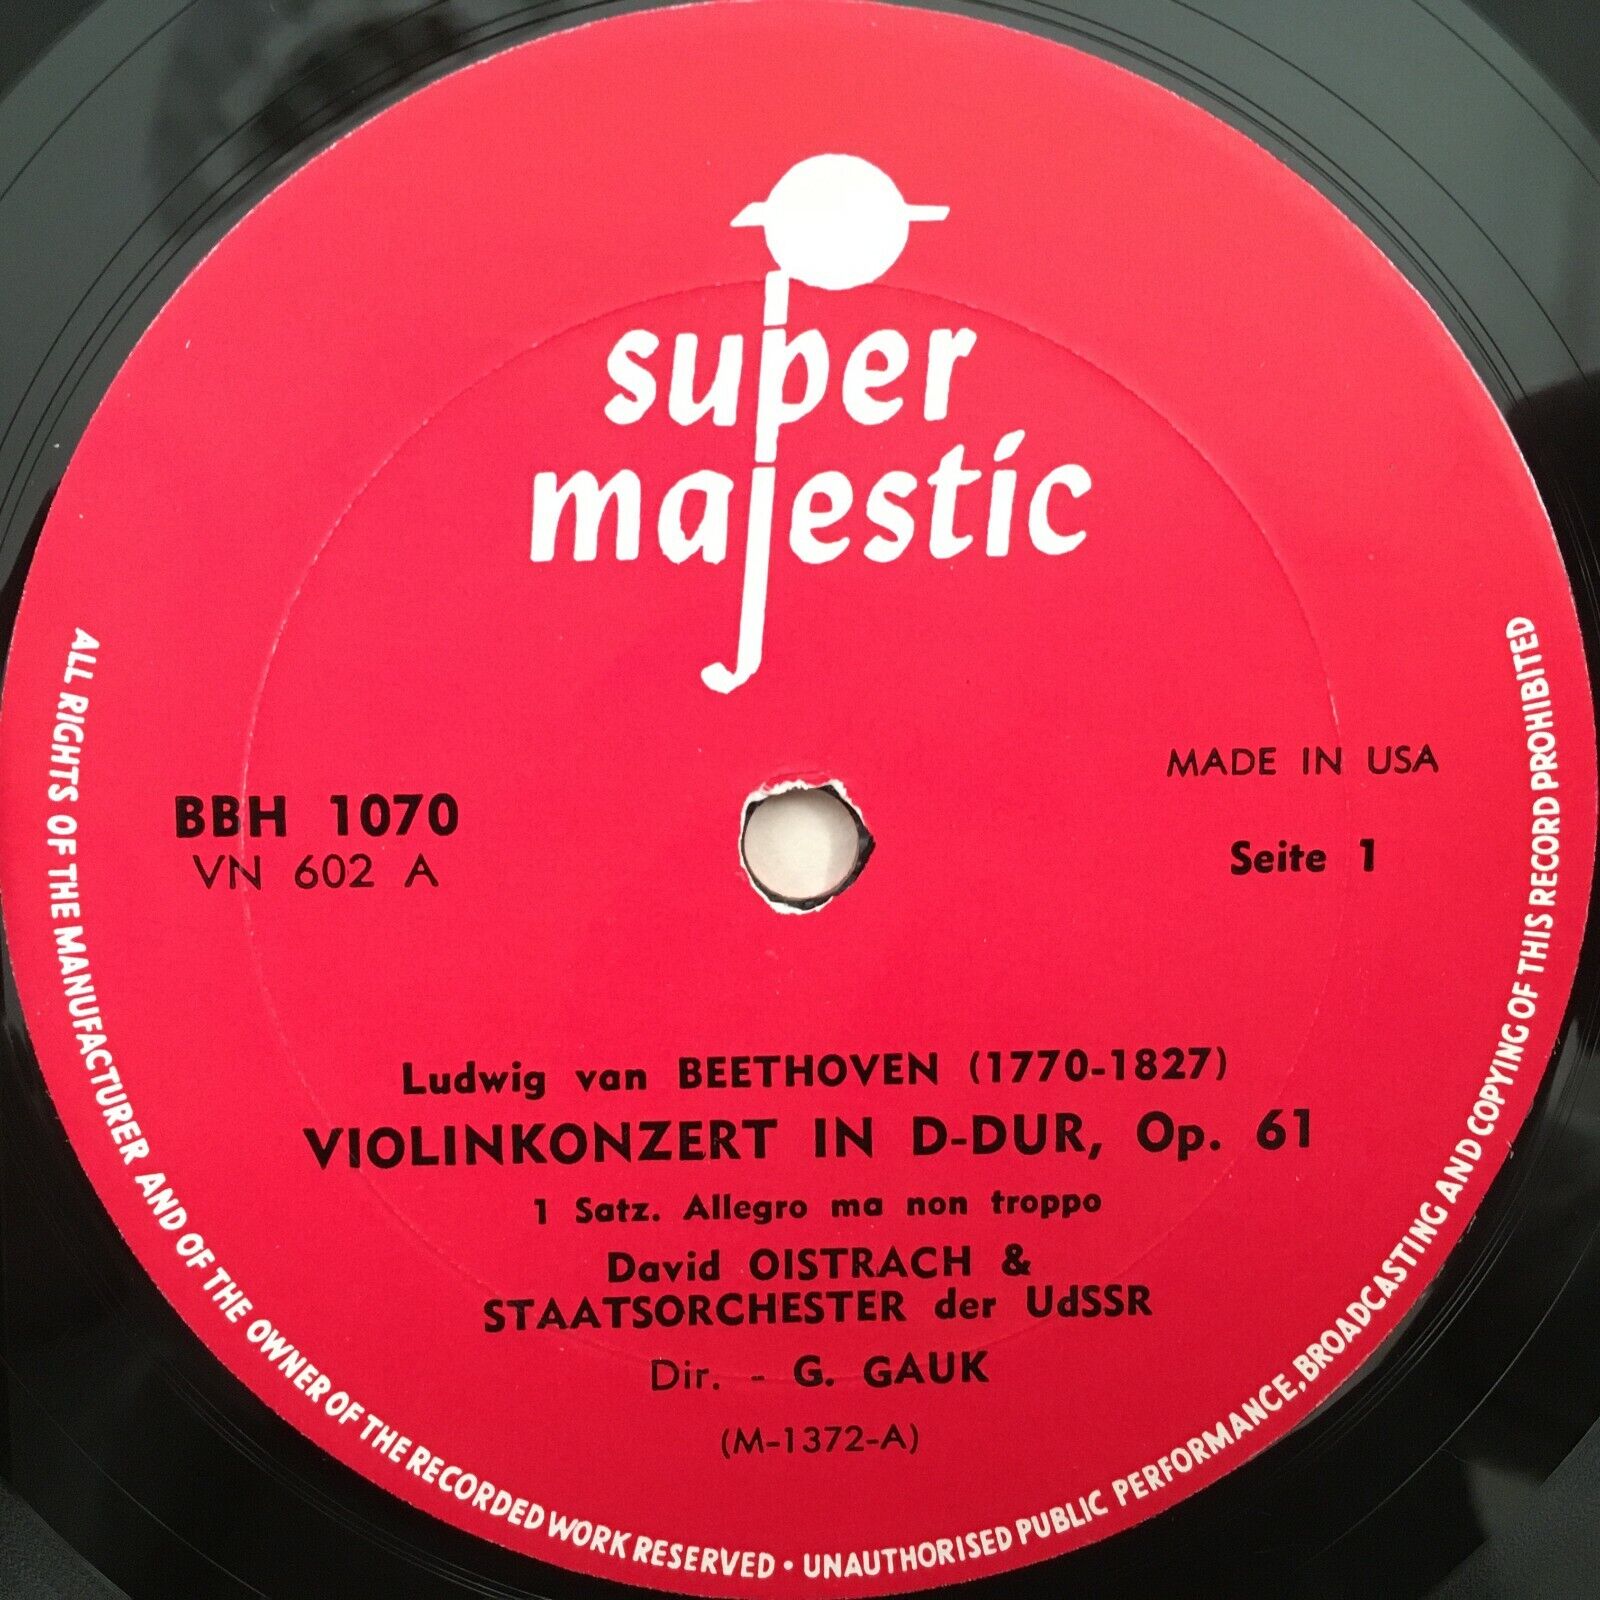 super
majestic
MADE IN USA
BBH 1070
VN 602 A
Seite 1
Ludwig van BEETHOVEN (1770-1827)
VIOLINKONZERT IN D-DUR, Op. 61
1 Satz. Allegro ma non troppo
David OISTRACH &
STAATSORCHESTER der UdSSR
Dir. - G. GAUK
(M-1372-A)
ALL RIGHTS OF THE MANUFACTURER AND OF THE OWNER OF THE RECORDED WORK RESERVED • UNAUTHORISED PUBLIC PERFORMANCE, BROADCASTING AND COPYING OF THIS RECORD PROHIBITED